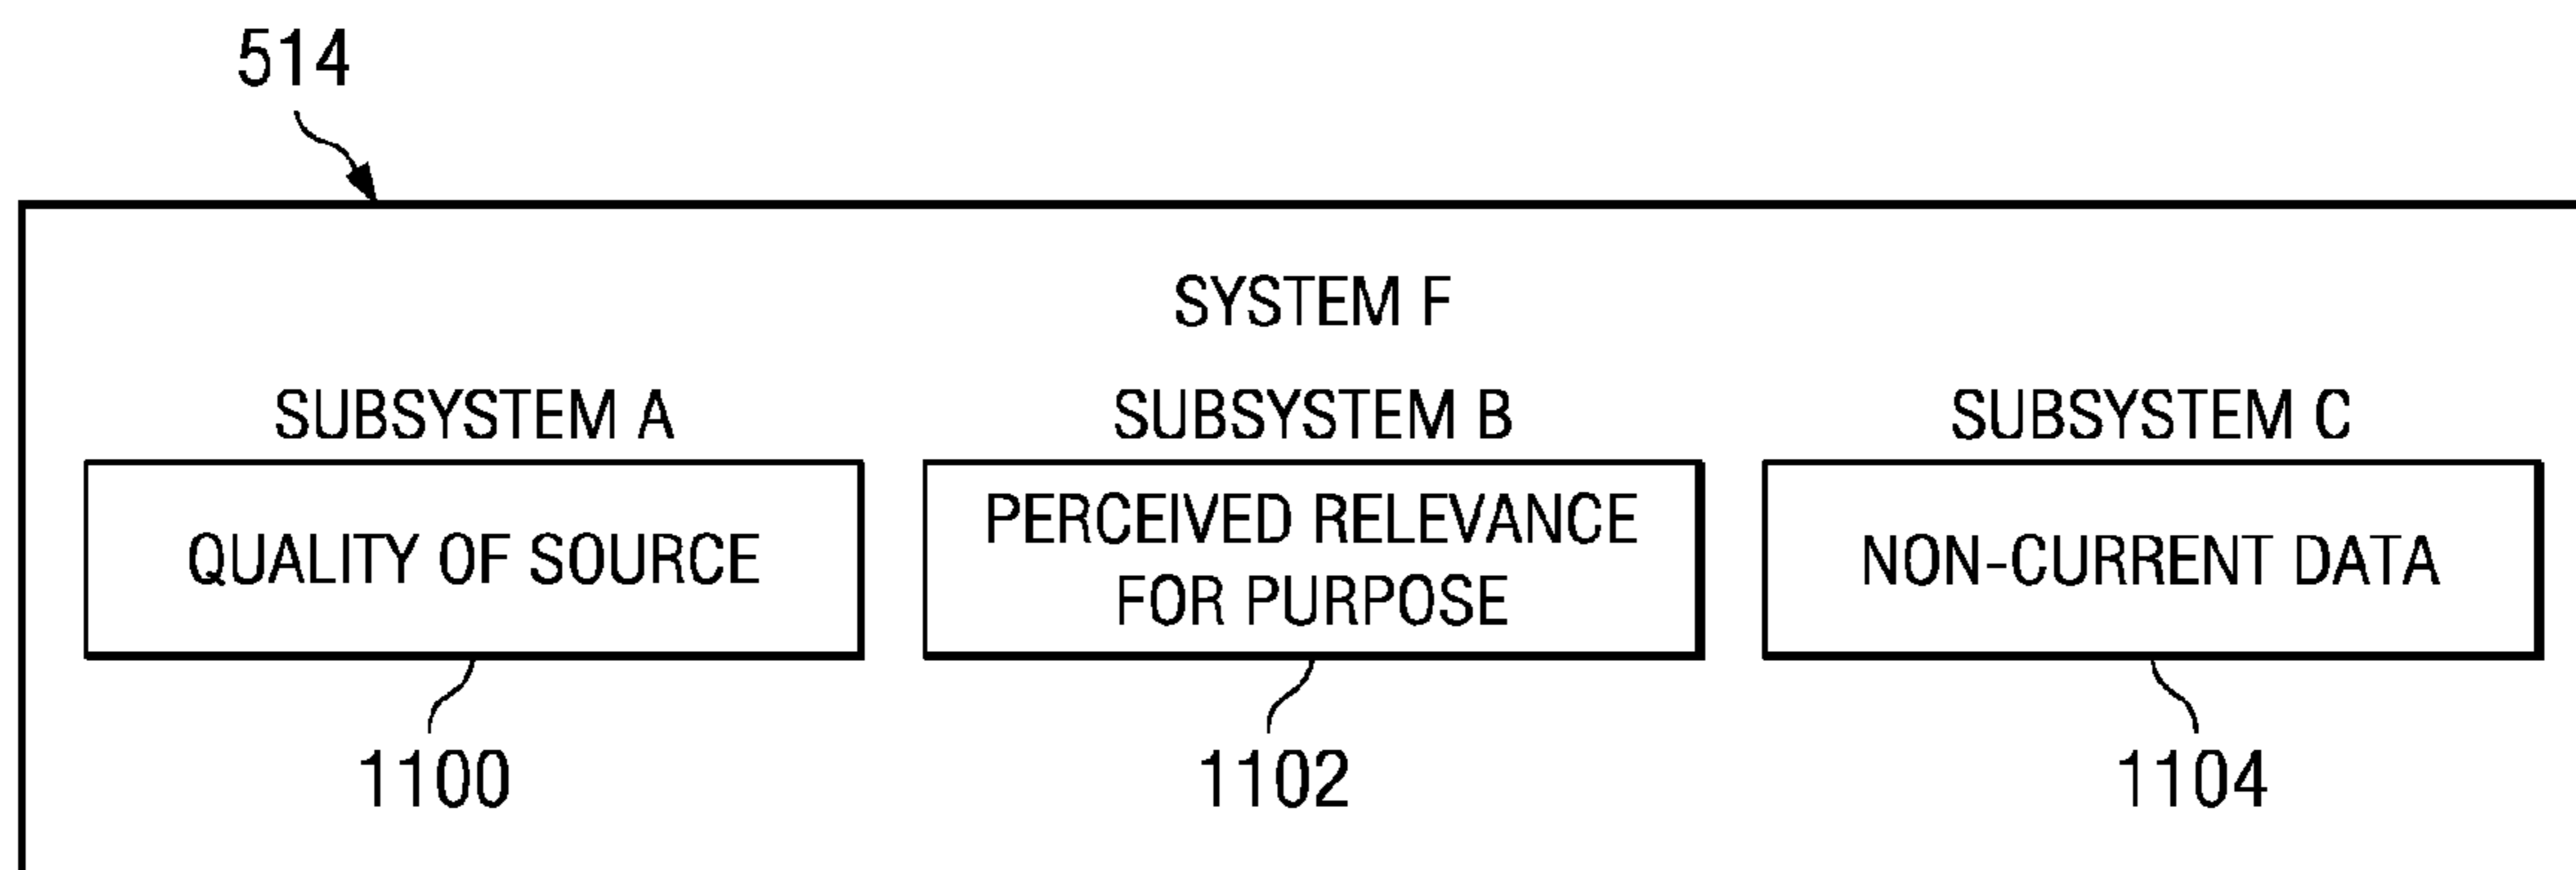 514
SYSTEM F
SUBSYSTEM A
SUBSYSTEM B
SUBSYSTEM C
QUALITY OF SOURCE
PERCEIVED RELEVANCE
FOR PURPOSE
NON-CURRENT DATA
1100
1102
1104